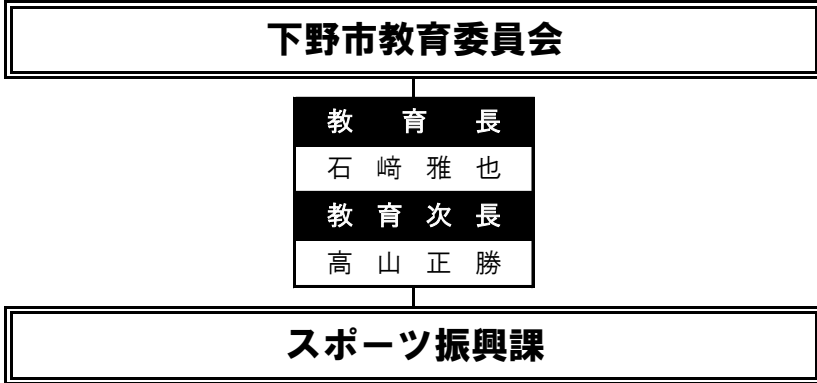 下野市教育委員会
教育長
石﨑雅也
教育次長
高山正勝
スポーツ振興課